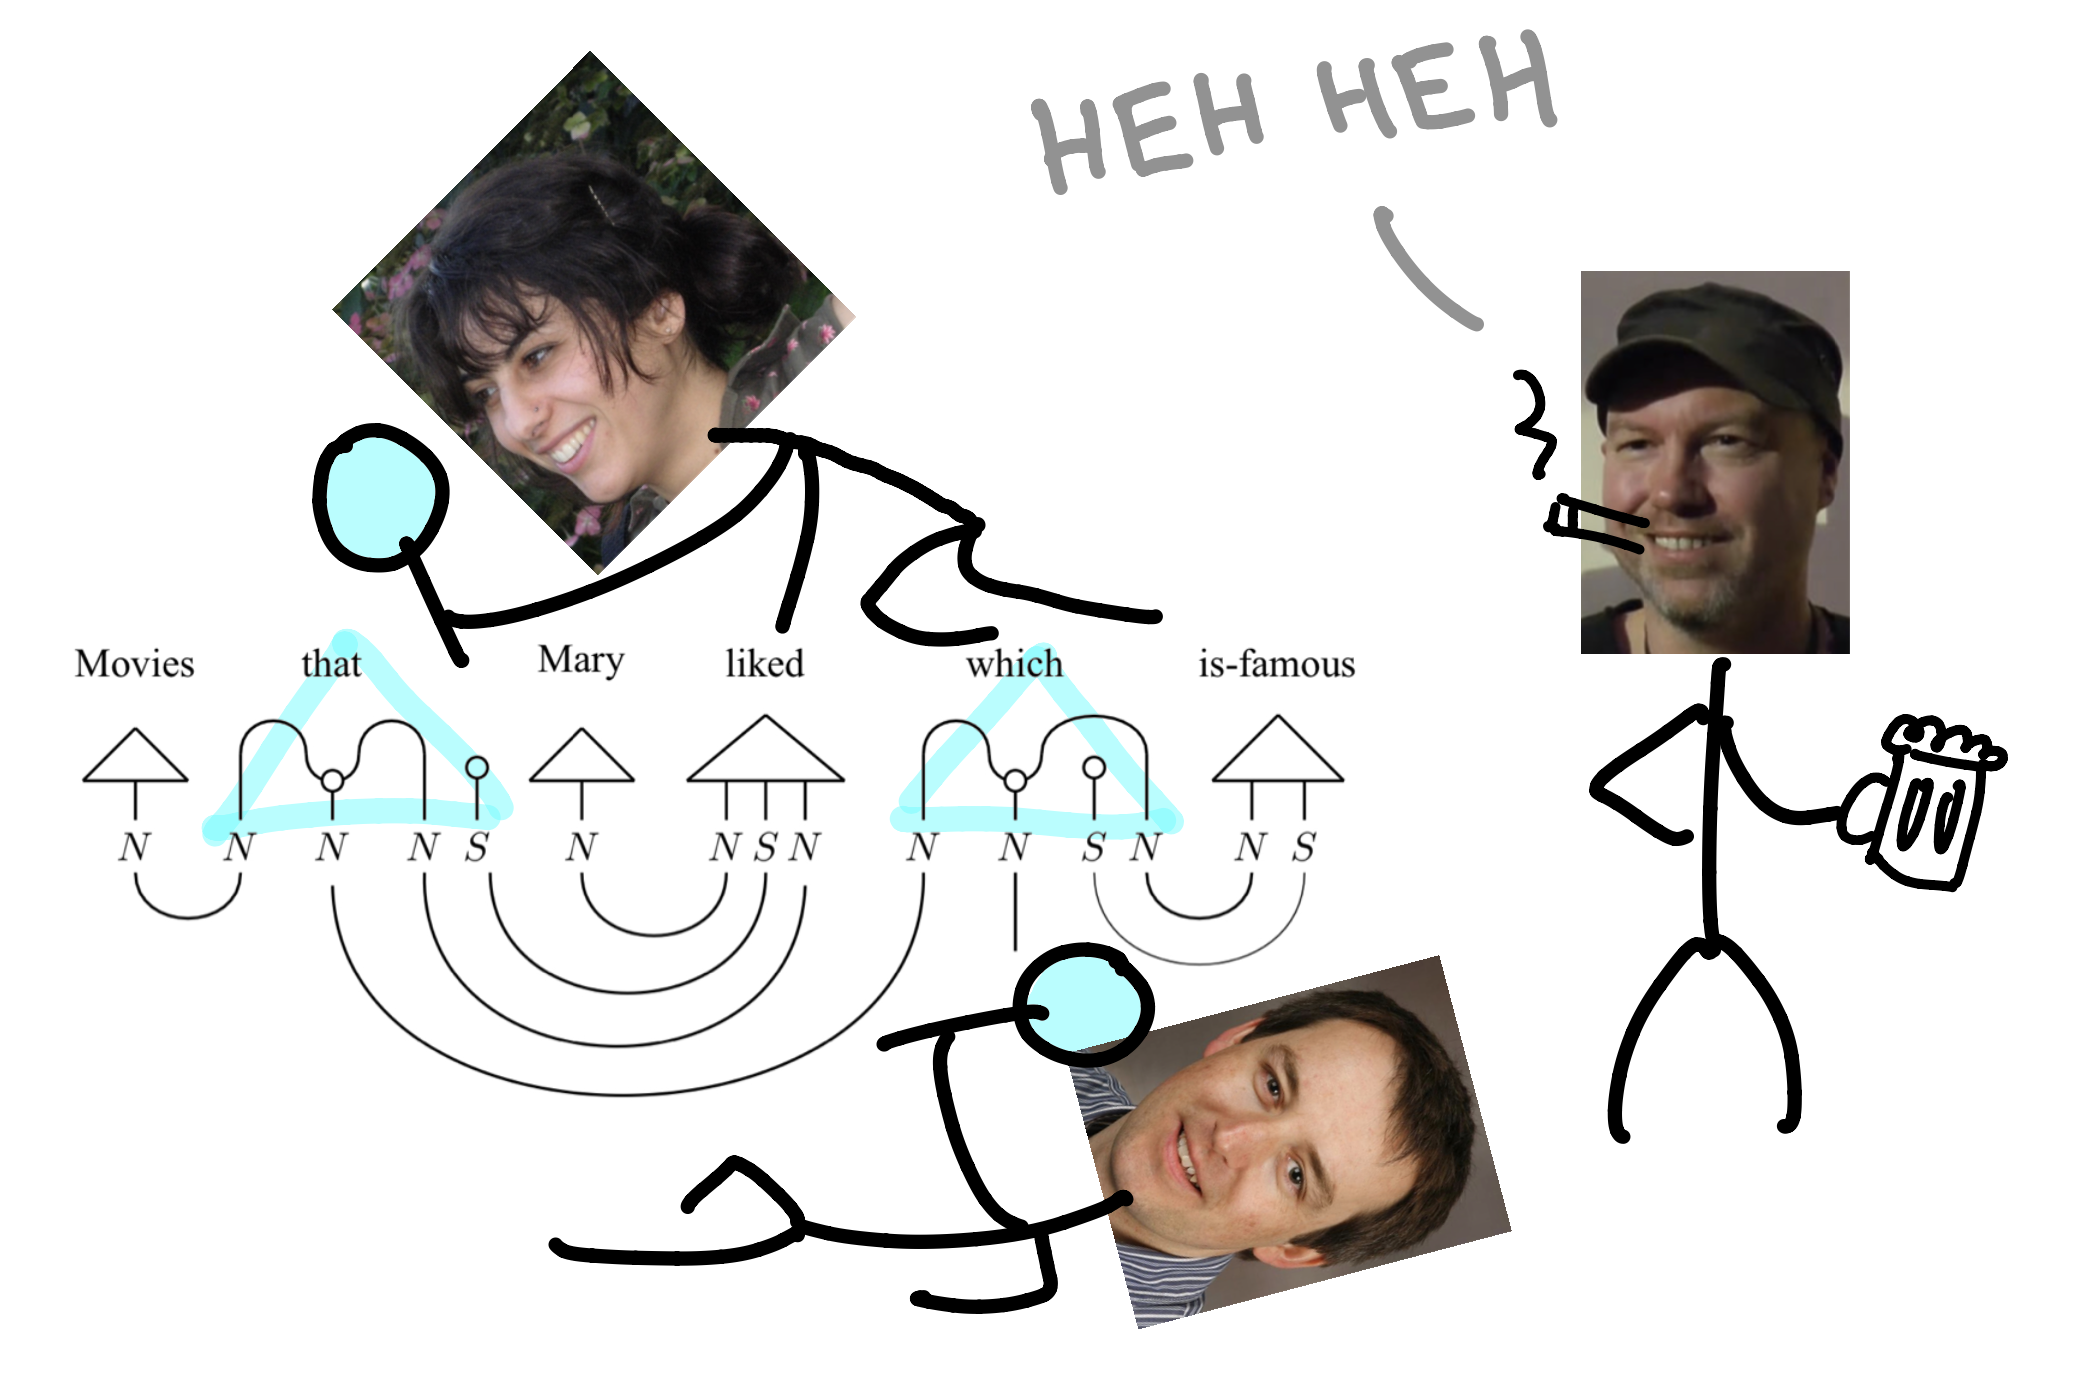 HEH HEH
Movies that Mary liked which is-famous
N N N N S N N S N N N S N N S